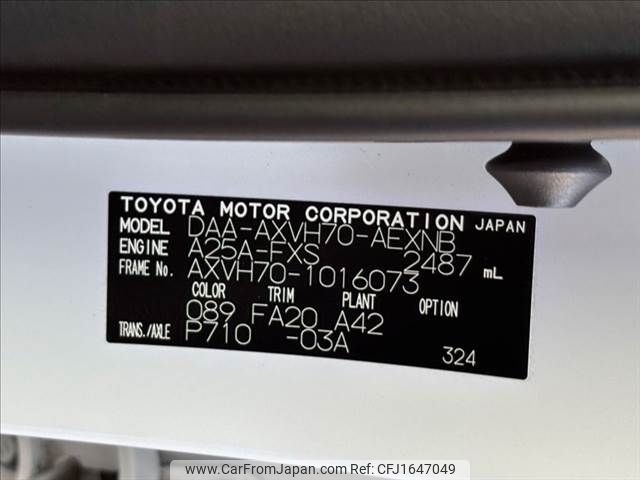 TOYOTA MOTOR CORPORATION JAPAN
MODEL DAA-AXVH70-AEXNB
ENGINE A25A-FXS 2487 mL
FRAME No. AXVH70-1016073
COLOR TRIM PLANT OPTION
089 FA20 A42
TRANS./AXLE P710 -03A
324
www.CarFromJapan.com - CFJ1647049